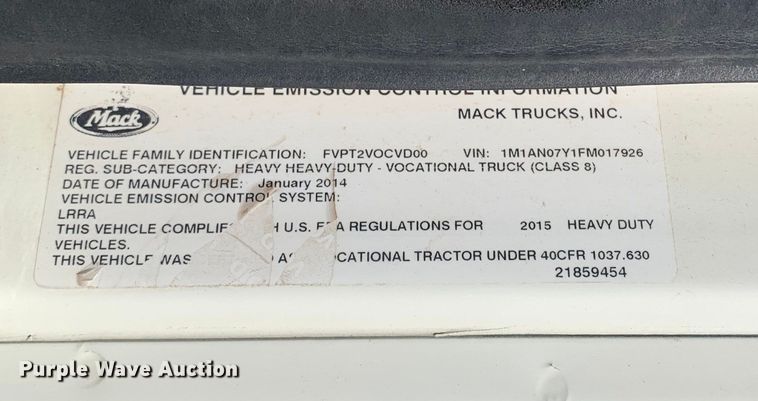 VEHICLE EMISSION CONTROL INFORMATION
Mack
MACK TRUCKS, INC.
VEHICLE FAMILY IDENTIFICATION: FVPT2VOCVD00 VIN: 1M1AN07Y1FM017926
REG. SUB-CATEGORY: HEAVY HEAVY-DUTY - VOCATIONAL TRUCK (CLASS 8)
DATE OF MANUFACTURE: January 2014
VEHICLE EMISSION CONTROL SYSTEM:
LRRA
THIS VEHICLE U.S. EPA REGULATIONS FOR 2015 HEAVY DUTY
VEHICLES.
THIS VEHICLE WAS TRACTOR UNDER 40CFR 1037.630
21859454
Purple Wave Auction